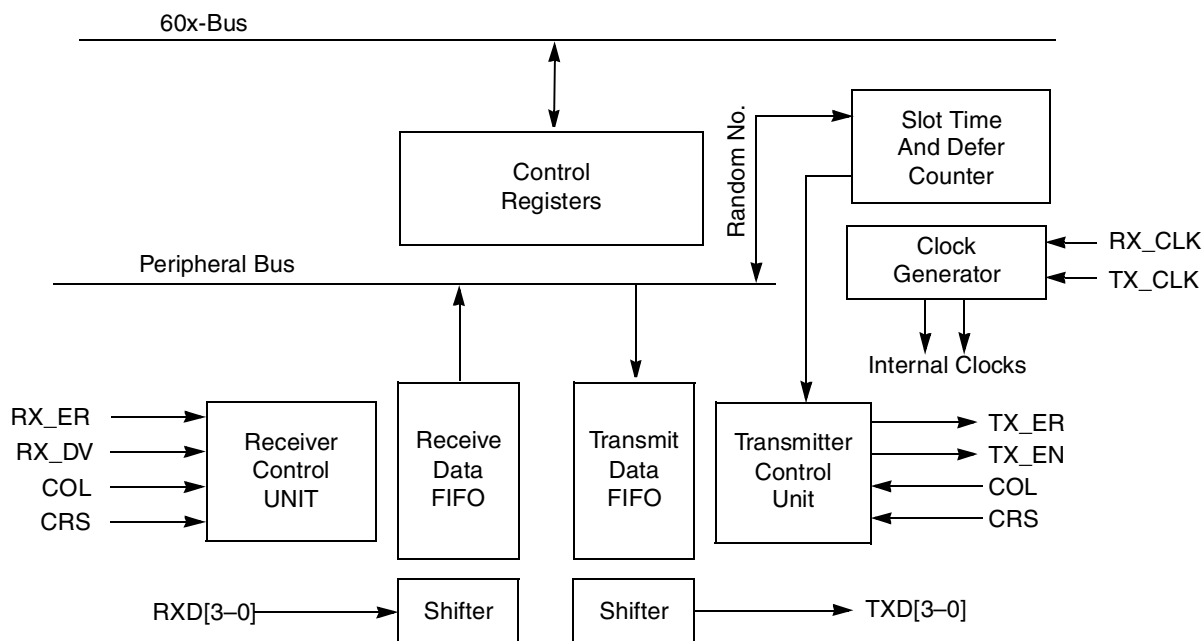 60x-Bus
Control
Registers
Random No.
Slot Time
And Defer
Counter
Peripheral Bus
Clock
Generator
RX_CLK
TX_CLK
Internal Clocks
RX_ER
RX_DV
COL
CRS
Receiver
Control
UNIT
Receive
Data
FIFO
Transmit
Data
FIFO
Transmitter
Control
Unit
TX_ER
TX_EN
COL
CRS
RXD[3–0]
Shifter
Shifter
TXD[3–0]